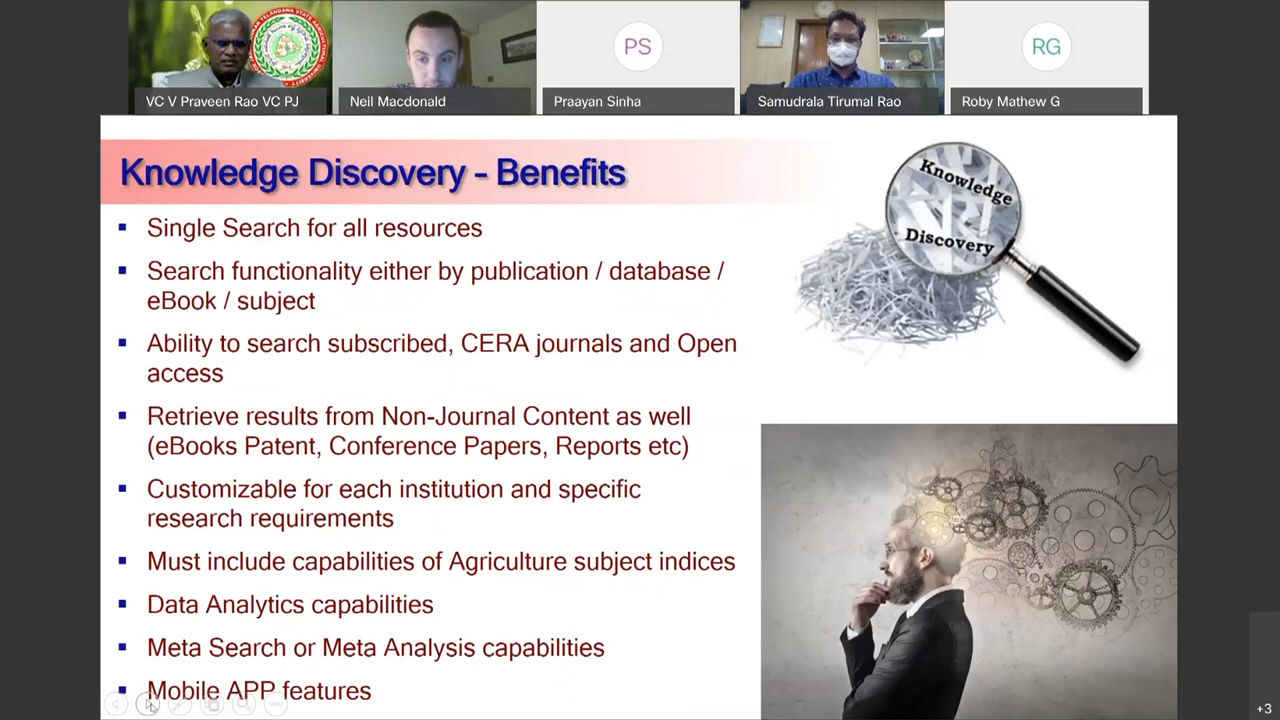 PS
RG
VC V Praveen Rao VC PJ
Neil Macdonald
Praayan Sinha
Samudrala Tirumal Rao
Roby Mathew G
Knowledge Discovery - Benefits
Knowledge
Discovery
Single Search for all resources
Search functionality either by publication / database /
eBook / subject
Ability to search subscribed, CERA journals and Open
access
Retrieve results from Non-Journal Content as well
(eBooks Patent, Conference Papers, Reports etc)
Customizable for each institution and specific
research requirements
Must include capabilities of Agriculture subject indices
Data Analytics capabilities
Meta Search or Meta Analysis capabilities
Mobile APP features
+3